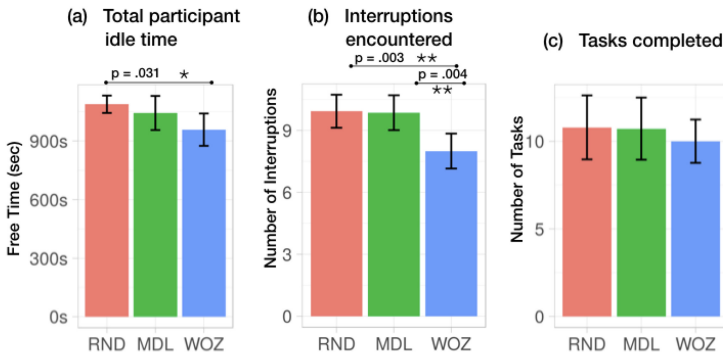 (a) Total participant
idle time
p = .031 *
Free Time (sec)
900s
600s
300s
0s
RND MDL WOZ
(b) Interruptions
encountered
p = .003 **
p = .004
**
Number of Interruptions
9
6
3
0
RND MDL WOZ
(c) Tasks completed
Number of Tasks
10
5
0
RND MDL WOZ